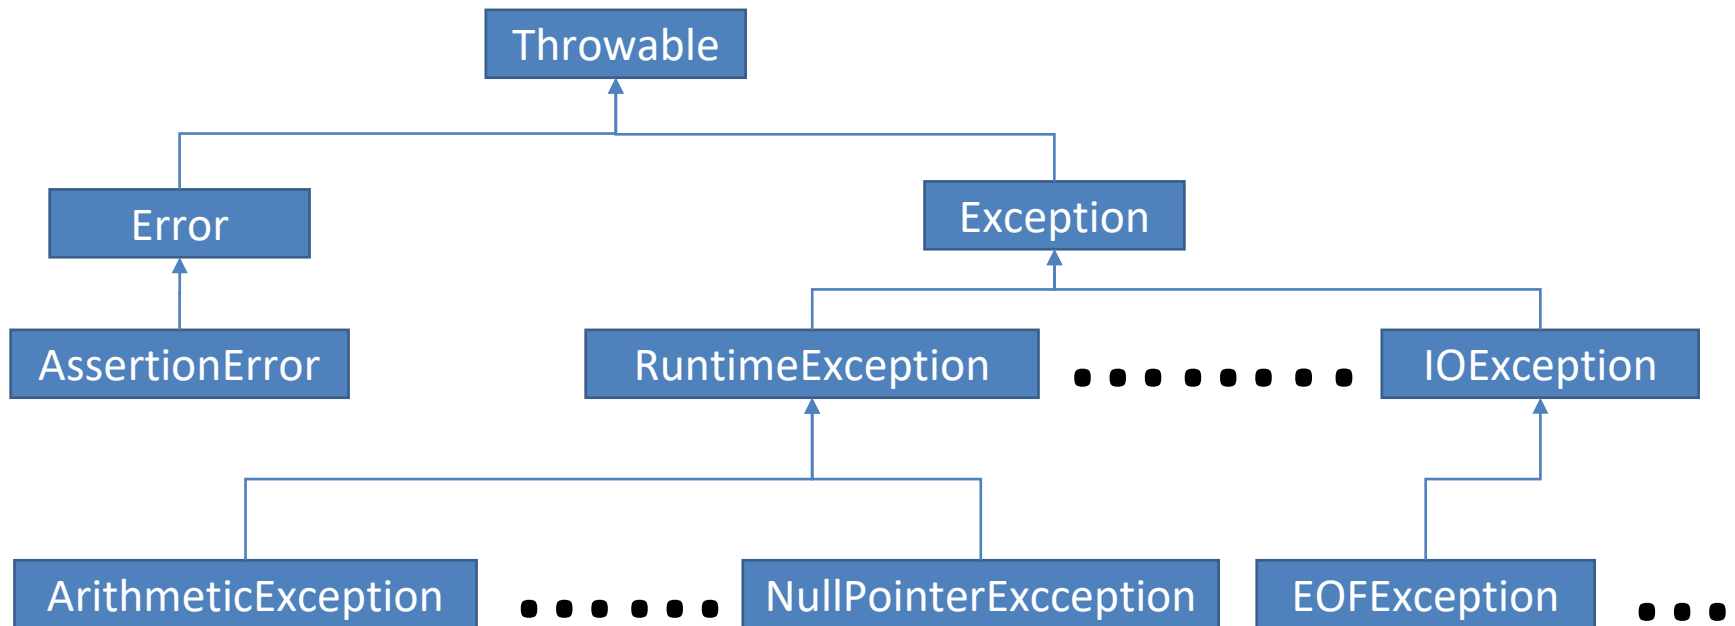 Throwable
Error
Exception
AssertionError
RuntimeException
IOException
ArithmeticException
NullPointerExcception
EOFException